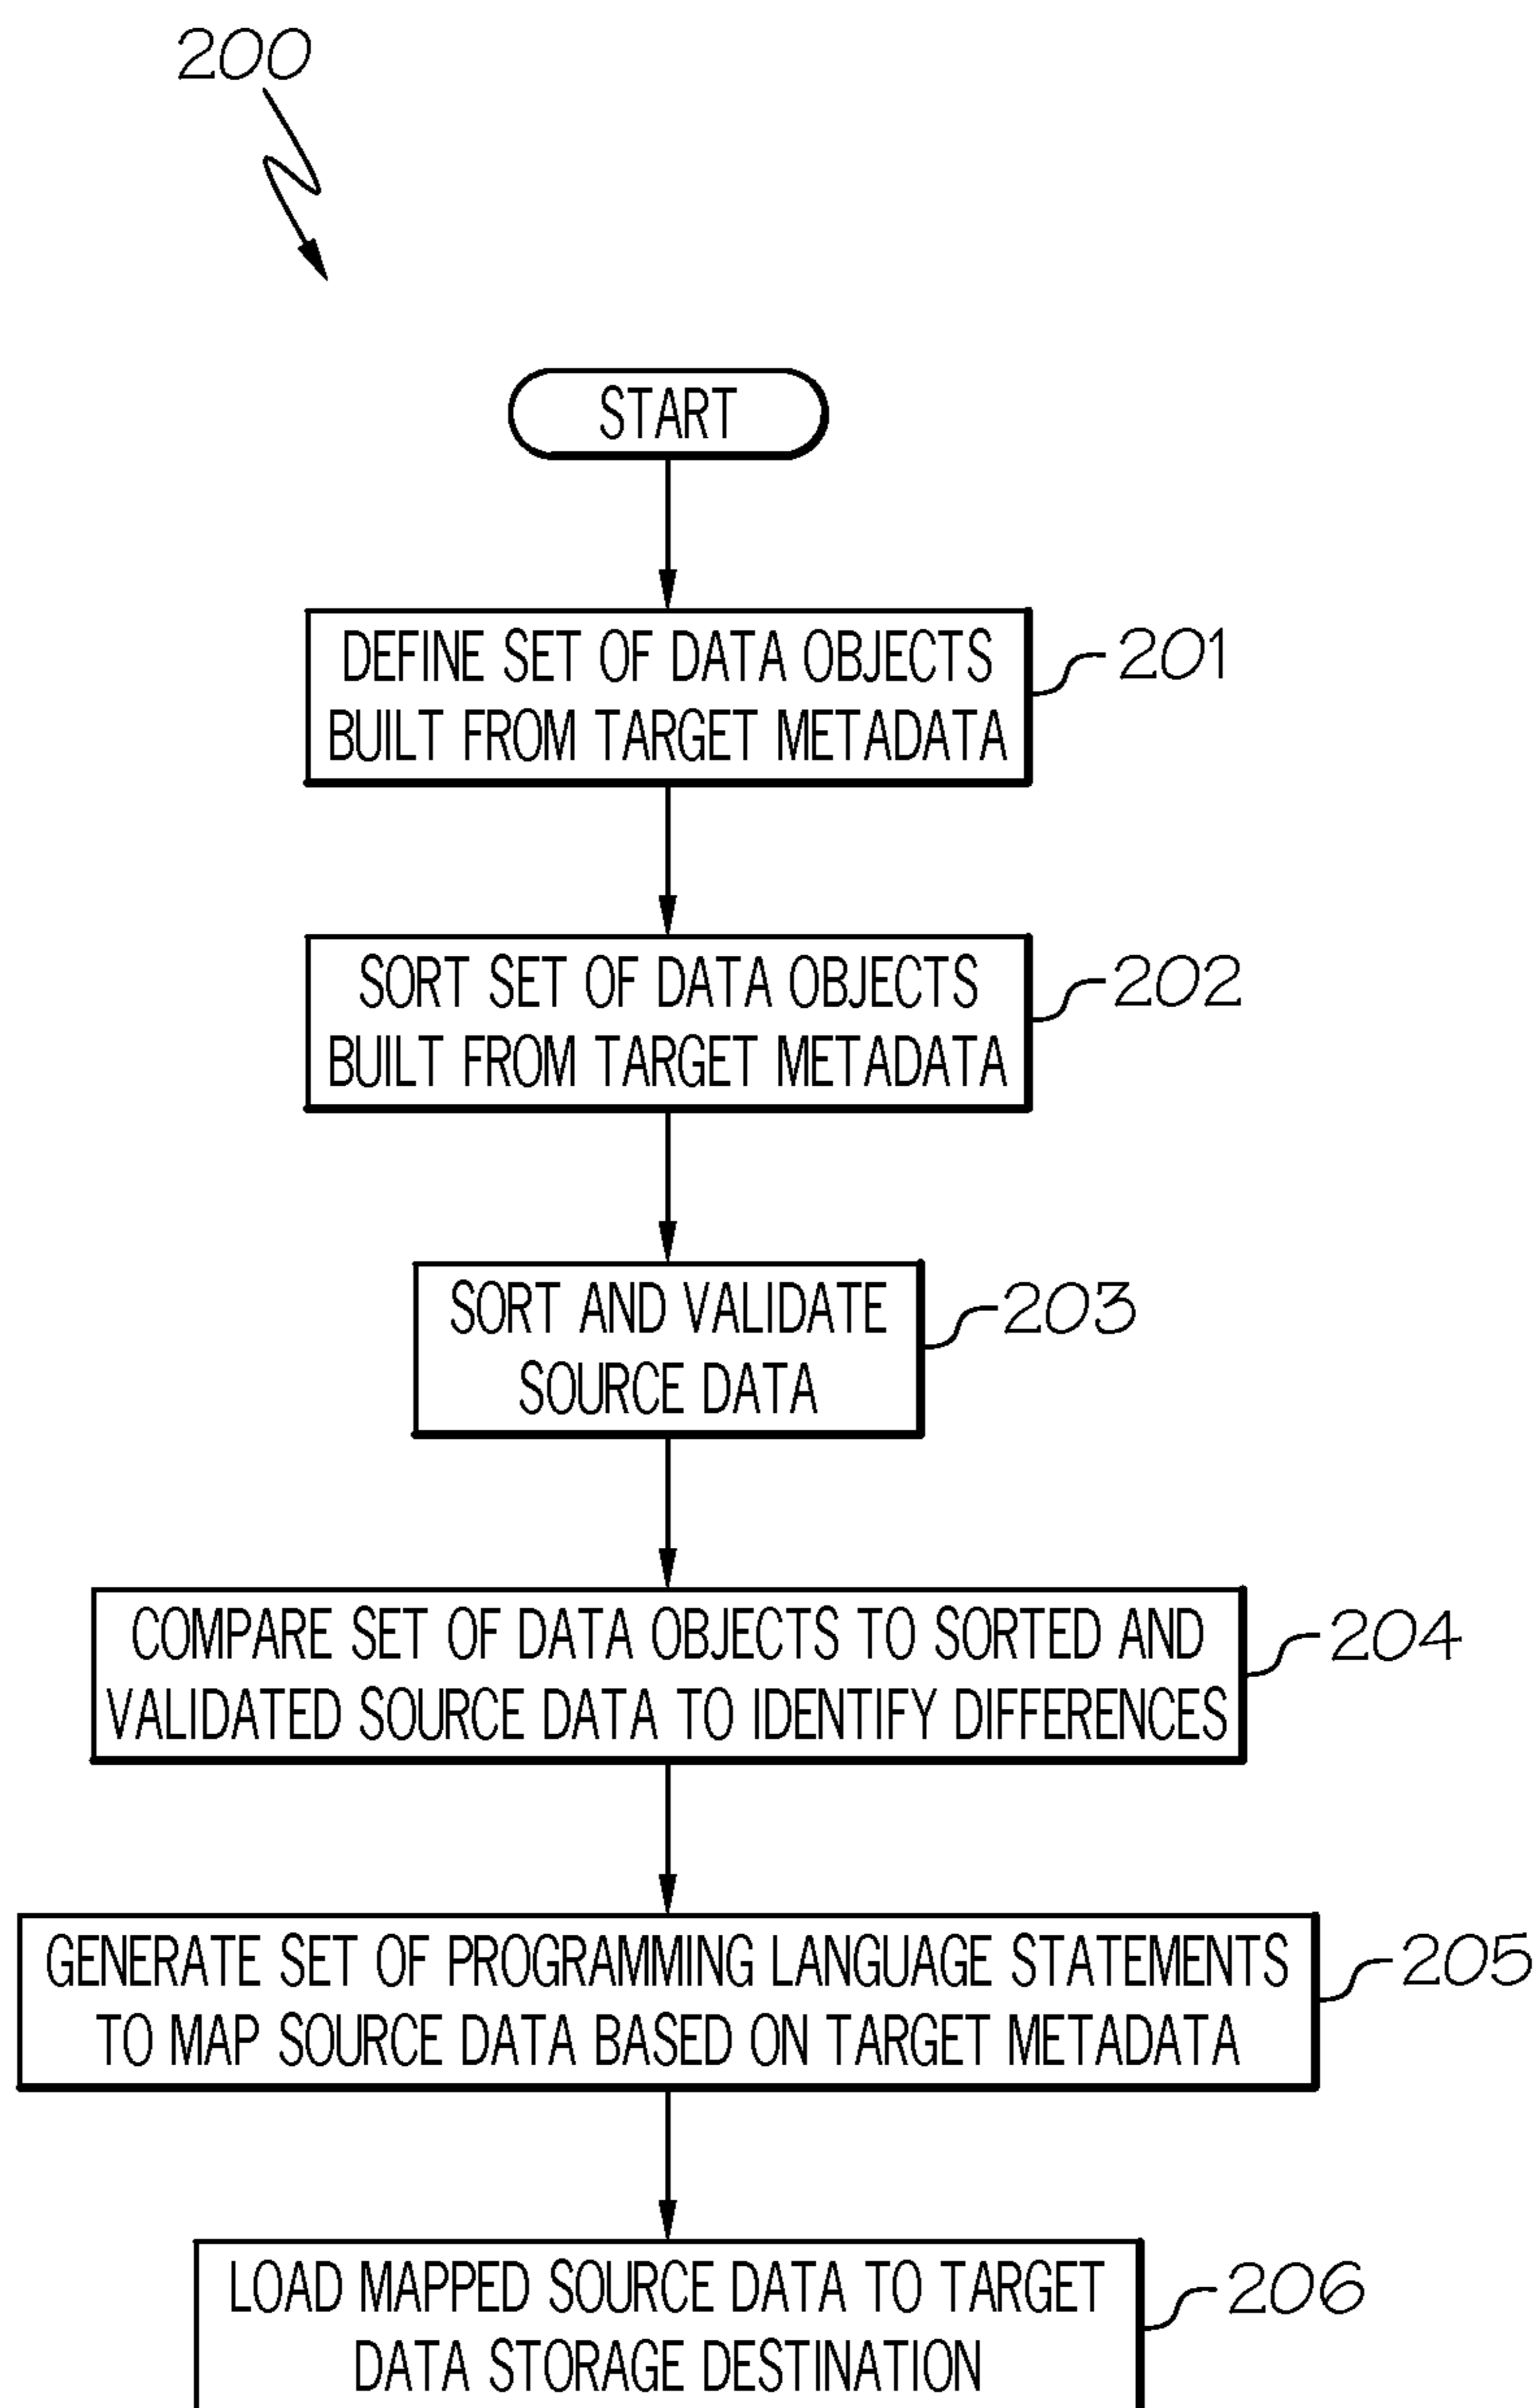 200
START
DEFINE SET OF DATA OBJECTS
BUILT FROM TARGET METADATA
201
SORT SET OF DATA OBJECTS
BUILT FROM TARGET METADATA
202
SORT AND VALIDATE
SOURCE DATA
203
COMPARE SET OF DATA OBJECTS TO SORTED AND
VALIDATED SOURCE DATA TO IDENTIFY DIFFERENCES
204
GENERATE SET OF PROGRAMMING LANGUAGE STATEMENTS
TO MAP SOURCE DATA BASED ON TARGET METADATA
205
LOAD MAPPED SOURCE DATA TO TARGET
DATA STORAGE DESTINATION
206